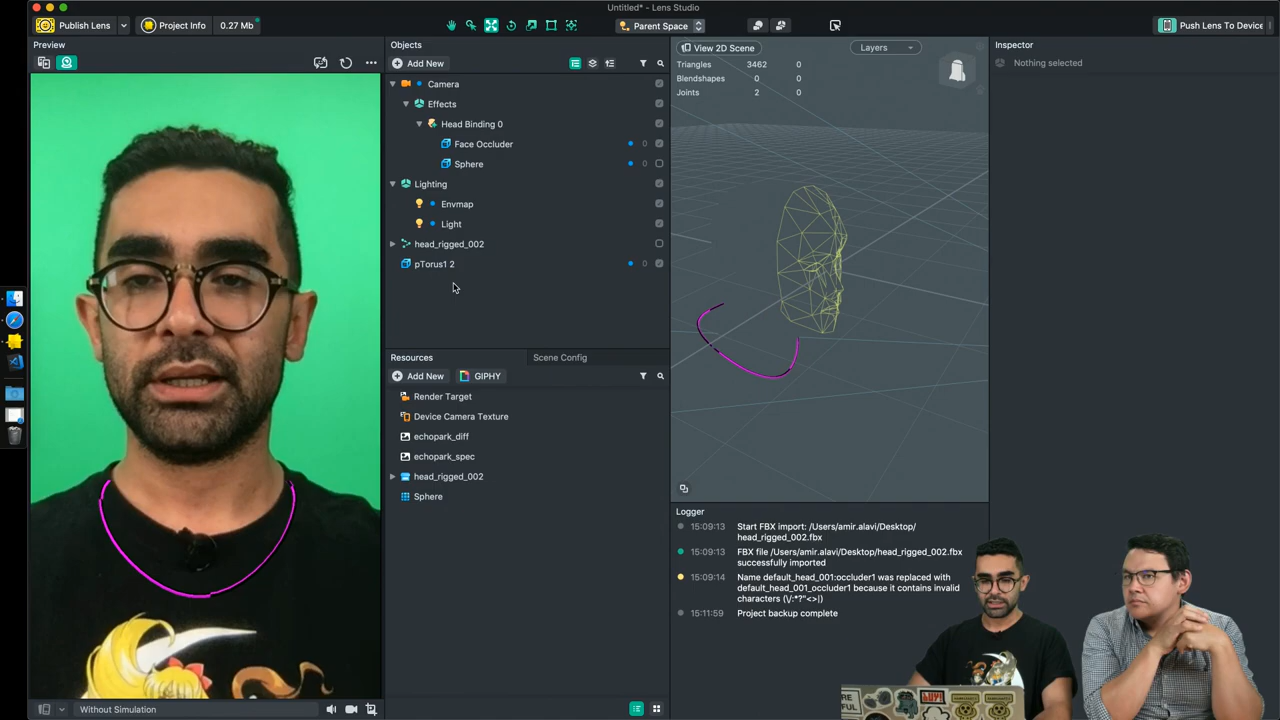 Untitled* - Lens Studio
Publish Lens
Project Info
0.27 Mb
Parent Space
Push Lens To Device
Preview
Objects
Add New
Camera
Effects
Head Binding 0
Face Occluder
0
Sphere
0
Lighting
Envmap
Light
head_rigged_002
pTorus1 2
0
Resources
Scene Config
Add New
GIPHY
Render Target
Device Camera Texture
echopark_diff
echopark_spec
head_rigged_002
Sphere
Without Simulation
View 2D Scene
Layers
Triangles 3462 0
Blendshapes 0 0
Joints 2 0
Inspector
Nothing selected
Logger
15:09:13 Start FBX import: /Users/amir.alavi/Desktop/
head_rigged_002.fbx
15:09:13 FBX file /Users/amir.alavi/Desktop/head_rigged_002.fbx
successfully imported
15:09:14 Name default_head_001:occluder1 was replaced with
default_head_001_occluder1 because it contains invalid
characters (\/:*?"<>|)
15:11:59 Project backup complete